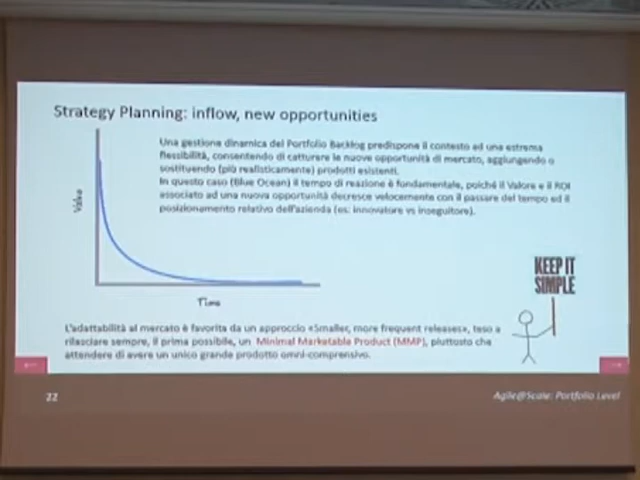 Strategy Planning: inflow, new opportunities
Una gestione dinamica del Portfolio Backlog predispone il contesto ad una estrema
flessibilità, consentendo di catturare le nuove opportunità di mercato, aggiungendo o
sostituendo (più realisticamente) prodotti esistenti.
In questo caso (Blue Ocean) il tempo di reazione è fondamentale, poiché il Valore e il ROI
associato ad una nuova opportunità decresce velocemente con il passare del tempo ed il
posizionamento relativo dell'azienda (es: innovatore vs inseguitore).
Value
Time
KEEP IT
SIMPLE
L'adattabilità al mercato è favorita da un approccio «Smaller, more frequent releases», teso a
rilasciare sempre, il prima possibile, un Minimal Marketable Product (MMP), piuttosto che
attendere di avere un unico grande prodotto omni-comprensivo.
22
Agile@Scale: Portfolio Level